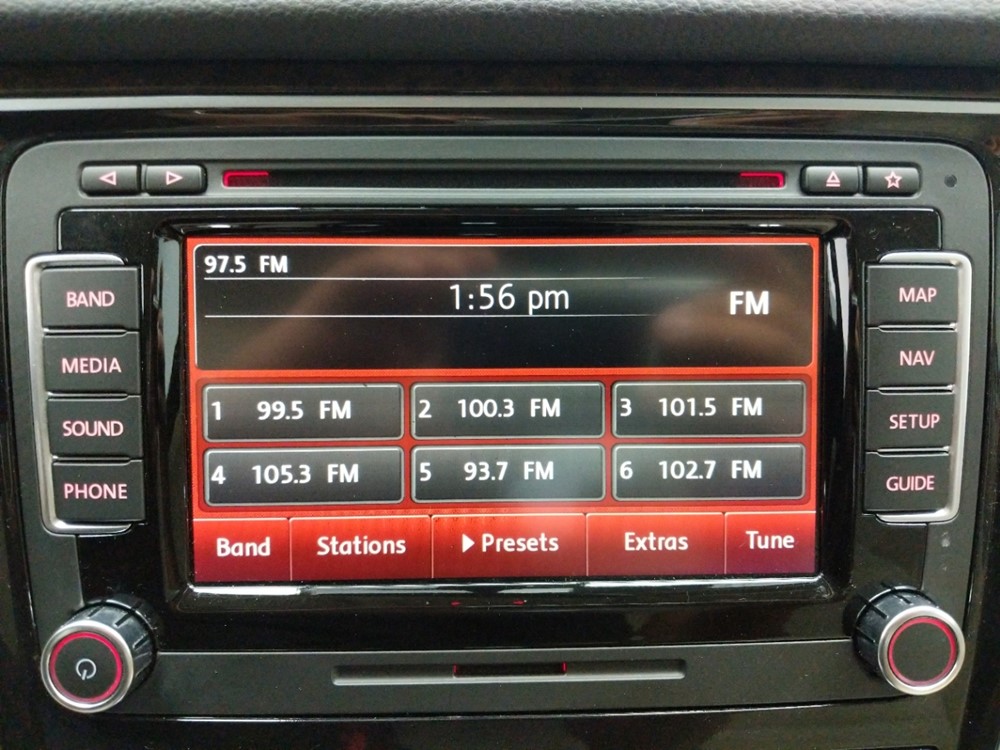 97.5 FM
1:56 pm
FM
BAND
MEDIA
SOUND
PHONE
1 99.5 FM
2 100.3 FM
3 101.5 FM
4 105.3 FM
5 93.7 FM
6 102.7 FM
Band
Stations
Presets
Extras
Tune
MAP
NAV
SETUP
GUIDE